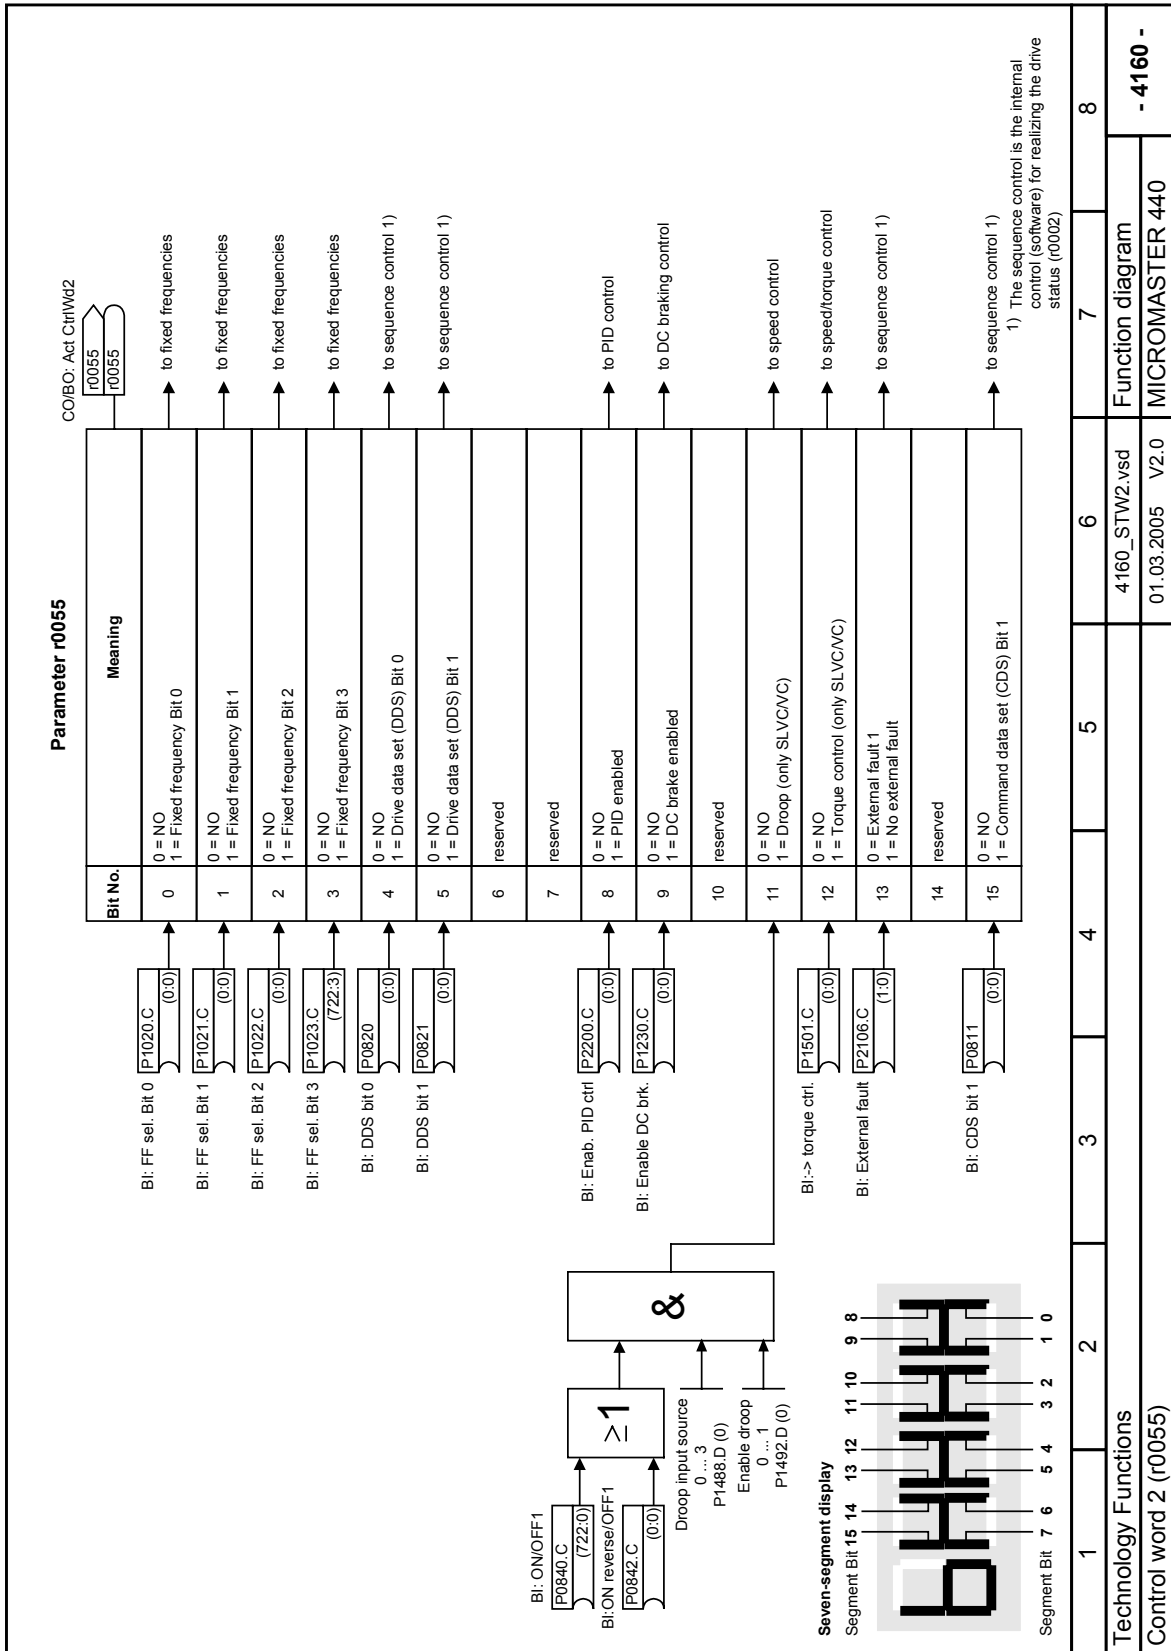 Parameter r0055
CO/BO: Act CtrlWd2
r0055
r0055
Bit No. Meaning
BI: FF sel. Bit 0 P1020.C (0:0) 0 0 = NO
1 = Fixed frequency Bit 0 to fixed frequencies
BI: FF sel. Bit 1 P1021.C (0:0) 1 0 = NO
1 = Fixed frequency Bit 1 to fixed frequencies
BI: FF sel. Bit 2 P1022.C (0:0) 2 0 = NO
1 = Fixed frequency Bit 2 to fixed frequencies
BI: FF sel. Bit 3 P1023.C (722:3) 3 0 = NO
1 = Fixed frequency Bit 3 to fixed frequencies
BI: DDS bit 0 P0820 (0:0) 4 0 = NO
1 = Drive data set (DDS) Bit 0 to sequence control 1)
BI: DDS bit 1 P0821 (0:0) 5 0 = NO
1 = Drive data set (DDS) Bit 1 to sequence control 1)
6 reserved
7 reserved
BI: Enab. PID ctrl P2200.C (0:0) 8 0 = NO
1 = PID enabled to PID control
BI: Enable DC brk. P1230.C (0:0) 9 0 = NO
1 = DC brake enabled to DC braking control
10 reserved
11 0 = NO
1 = Droop (only SLVC/VC) to speed control
BI:-> torque ctrl. P1501.C (0:0) 12 0 = NO
1 = Torque control (only SLVC/VC) to speed/torque control
BI: External fault P2106.C (1:0) 13 0 = External fault 1
1 = No external fault to sequence control 1)
14 reserved
BI: CDS bit 1 P0811 (0:0) 15 0 = NO
1 = Command data set (CDS) Bit 1 to sequence control 1)
BI: ON/OFF1
P0840.C
(722:0)
BI:ON reverse/OFF1
P0842.C
(0:0)
≥1
&
Droop input source
0 ... 3
P1488.D (0)
Enable droop
0 ... 1
P1492.D (0)
Seven-segment display
Segment Bit 15 14 13 12 11 10 9 8
Segment Bit 7 6 5 4 3 2 1 0
1) The sequence control is the internal
control (software) for realizing the drive
status (r0002)
1 2 3 4 5 6 7 8
Technology Functions 4160_STW2.vsd Function diagram - 4160 -
Control word 2 (r0055) 01.03.2005 V2.0 MICROMASTER 440